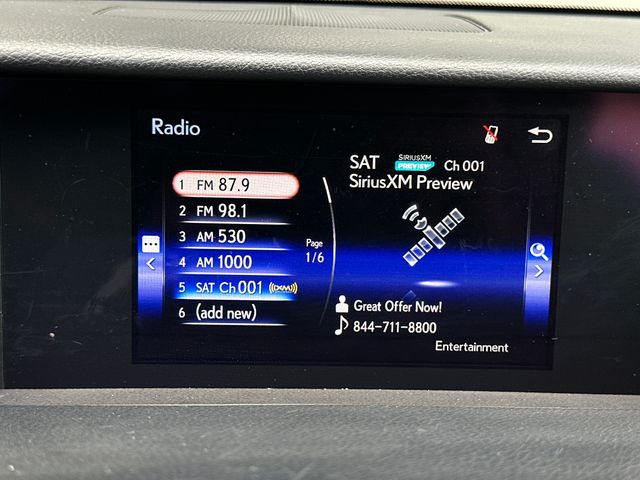 Radio
1 FM 87.9
2 FM 98.1
3 AM 530
4 AM 1000
5 SAT Ch 001 ((XM))
6 (add new)
Page
1/6
SAT SIRIUSXM PREVIEW Ch 001
SiriusXM Preview
Great Offer Now!
844-711-8800
Entertainment